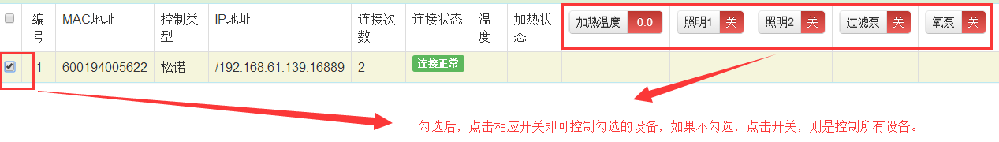 编号 MAC地址 控制类型 IP地址 连接次数 连接状态 温度 加热状态 加热温度 0.0 照明1 关 照明2 关 过滤泵 关 氧泵 关
1 600194005622 松诺 /192.168.61.139:16889 2 连接正常
勾选后，点击相应开关即可控制勾选的设备，如果不勾选，点击开关，则是控制所有设备。